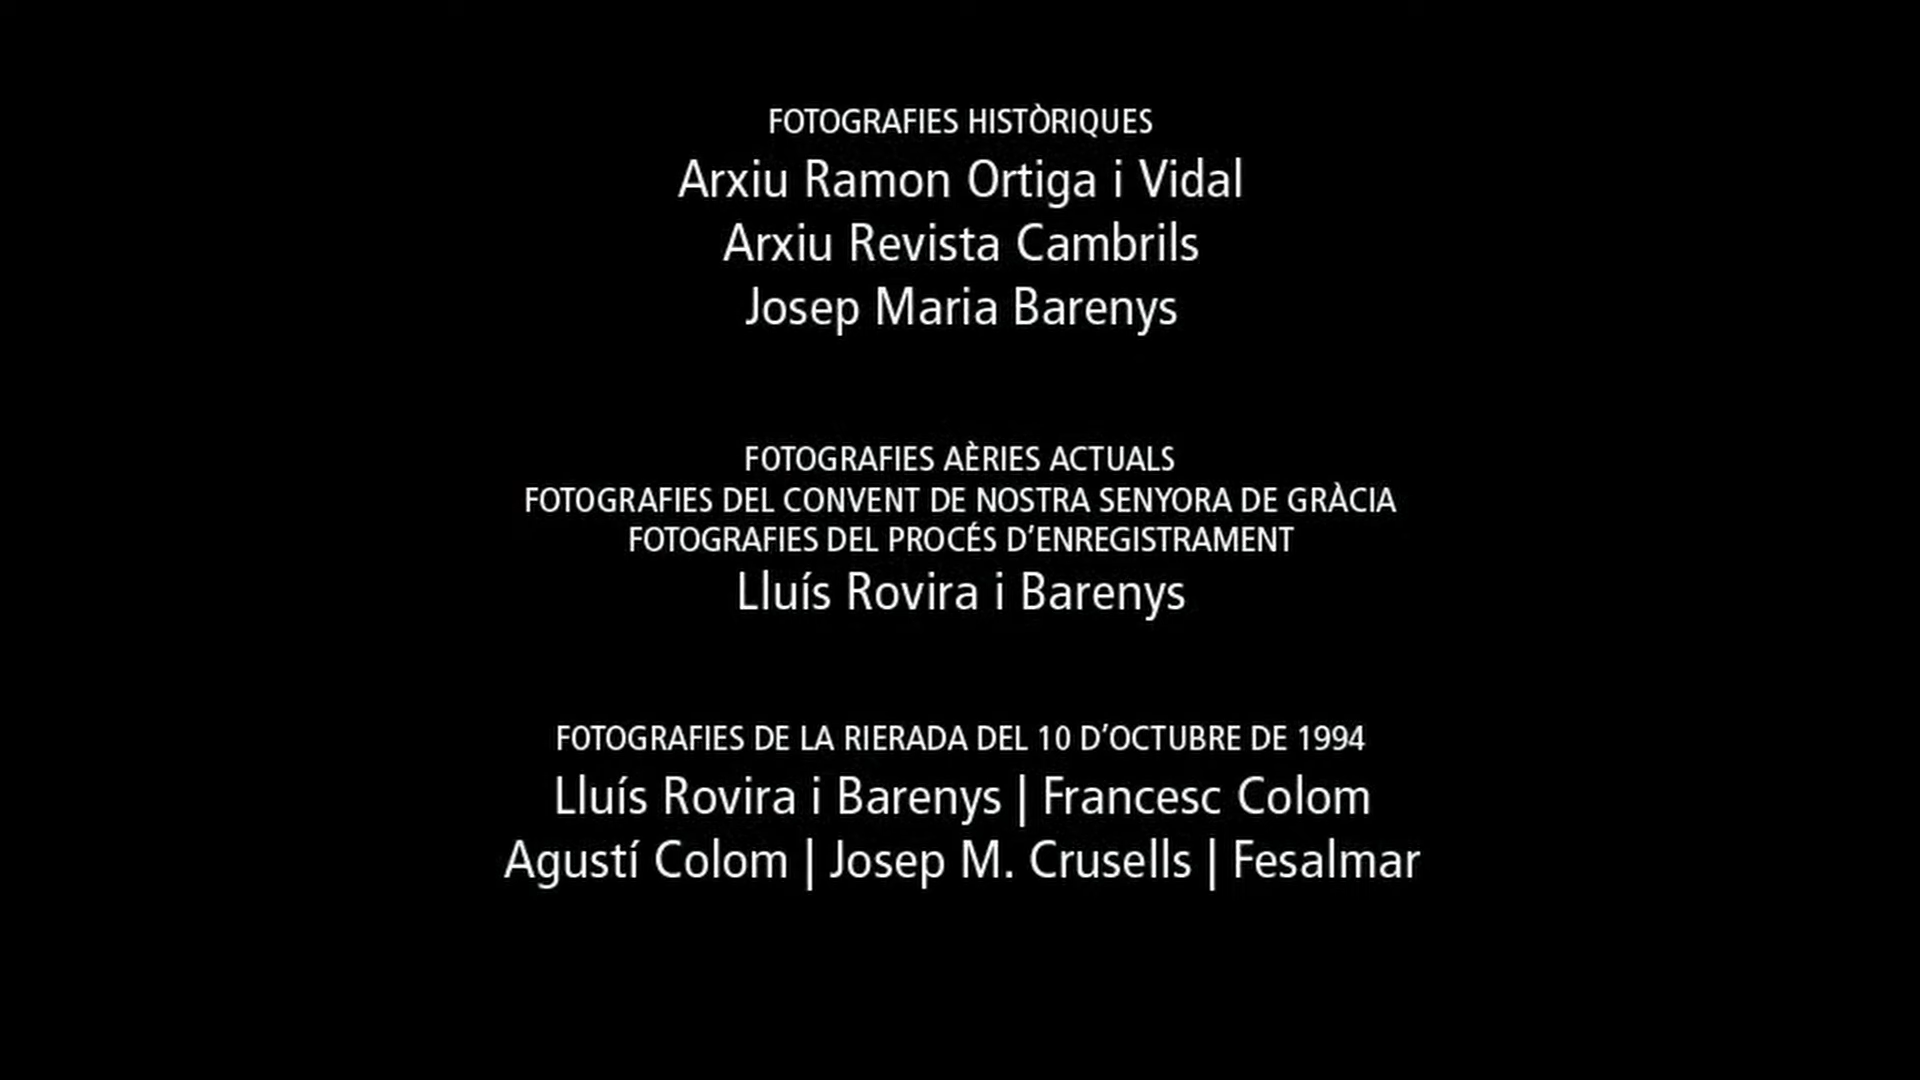 FOTOGRAFIES HISTÒRIQUES
Arxiu Ramon Ortiga i Vidal
Arxiu Revista Cambrils
Josep Maria Barenys
FOTOGRAFIES AÈRIES ACTUALS
FOTOGRAFIES DEL CONVENT DE NOSTRA SENYORA DE GRÀCIA
FOTOGRAFIES DEL PROCÉS D’ENREGISTRAMENT
Lluís Rovira i Barenys
FOTOGRAFIES DE LA RIERADA DEL 10 D’OCTUBRE DE 1994
Lluís Rovira i Barenys | Francesc Colom
Agustí Colom | Josep M. Crusells | Fesalmar